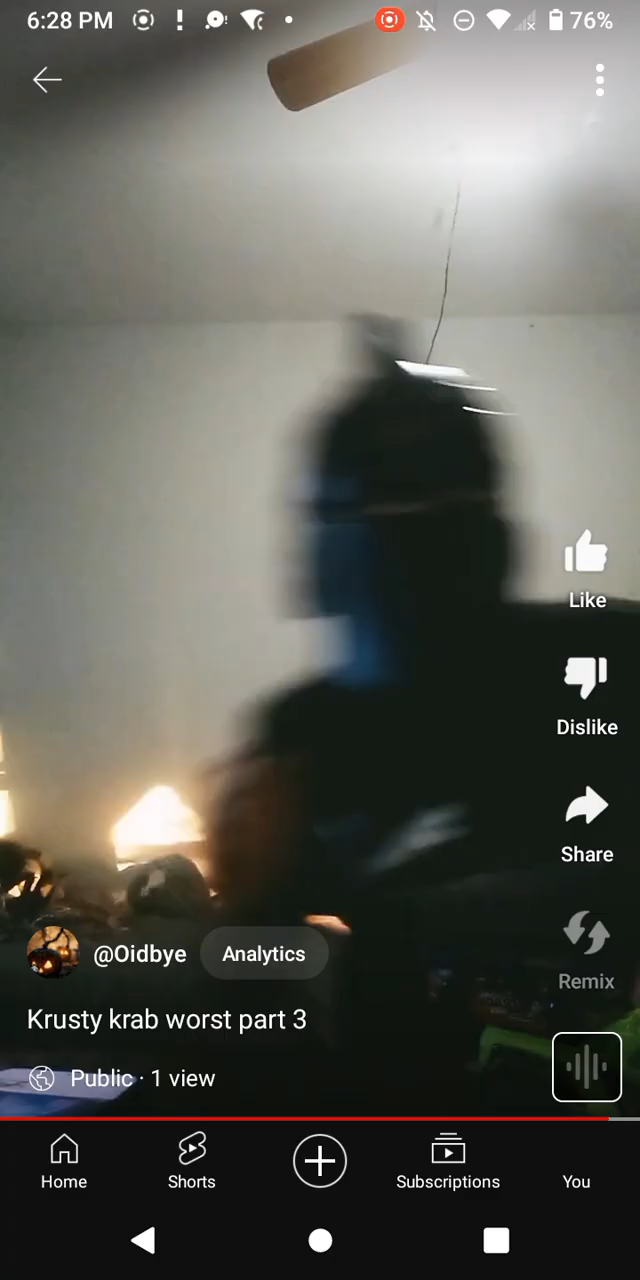 6:28 PM
76%
Like
Dislike
Share
Remix
@Oidbye
Analytics
Krusty krab worst part 3
Public · 1 view
Home
Shorts
Subscriptions
You